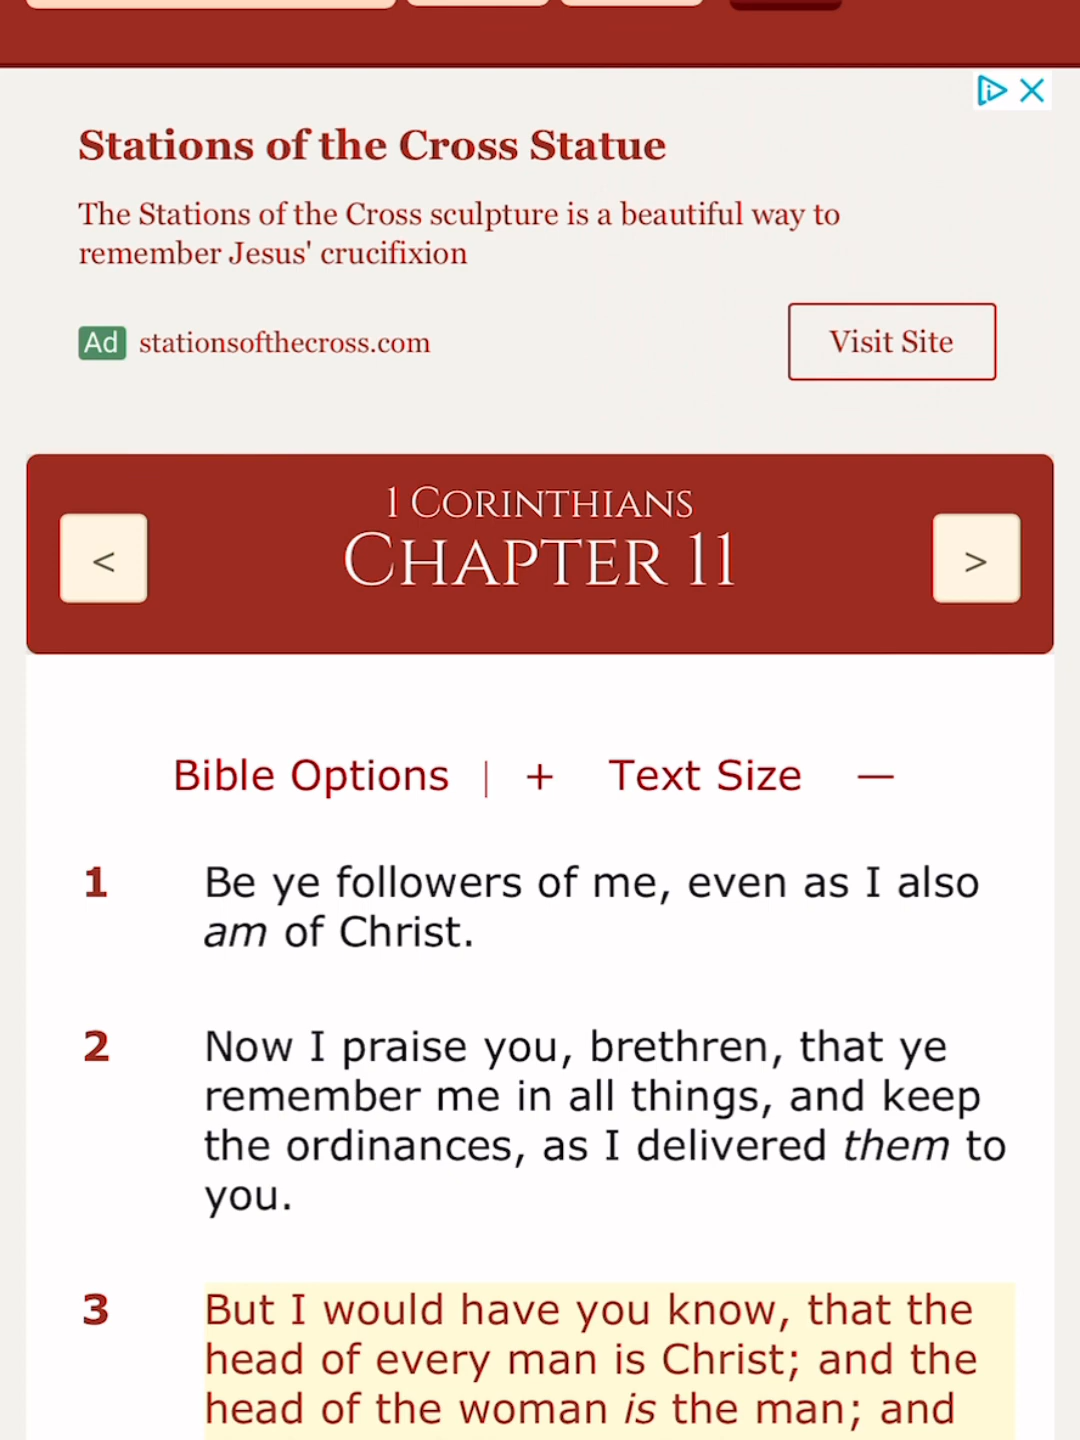 Stations of the Cross Statue
The Stations of the Cross sculpture is a beautiful way to
remember Jesus' crucifixion
Ad stationsofthecross.com
Visit Site
1 Corinthians
Chapter 11
<
>
Bible Options | + Text Size —
1 Be ye followers of me, even as I also
am of Christ.
2 Now I praise you, brethren, that ye
remember me in all things, and keep
the ordinances, as I delivered them to
you.
3 But I would have you know, that the
head of every man is Christ; and the
head of the woman is the man; and